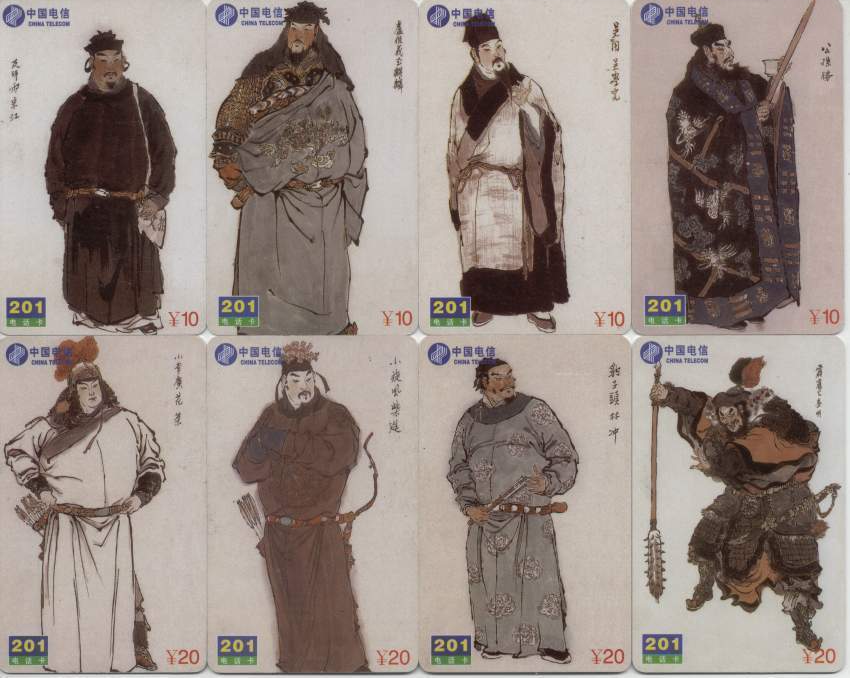 中国电信
CHINA TELECOM
及時雨宋江
201
电话卡
¥10
中国电信
CHINA TELECOM
盧俊義玉麒麟
201
电话卡
¥10
中国电信
CHINA TELECOM
吴用 吴學究
201
电话卡
¥10
中国电信
CHINA TELECOM
公孫勝
201
电话卡
¥10
中国电信
CHINA TELECOM
小李廣花榮
201
电话卡
¥20
中国电信
CHINA TELECOM
小旋風柴進
201
电话卡
¥20
中国电信
CHINA TELECOM
豹子頭林冲
201
电话卡
¥20
中国电信
CHINA TELECOM
霹靂火秦明
201
电话卡
¥20